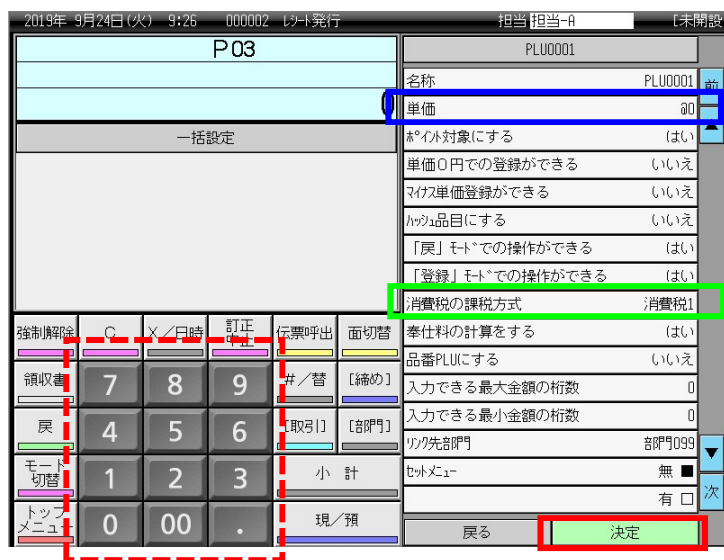 2019年 9月24日(火) 9:26 000002 レシート発行 担当 担当-A [未開設
P03
0
一括設定
PLU0001
名称 PLU0001
単価 @0
ポイント対象にする はい
単価0円での登録ができる いいえ
マイナス単価登録ができる いいえ
ハッシュ品目にする いいえ
「戻」モードでの操作ができる はい
「登録」モードでの操作ができる はい
消費税の課税方式 消費税1
奉仕料の計算をする はい
品番PLUにする いいえ
入力できる最大金額の桁数 0
入力できる最小金額の桁数 0
リンク先部門 部門099
セットメニュー 無 ■
有 □
前
▲
▼
次
戻る 決定
強制解除 C X/日時 訂正中止 伝票呼出 面切替
領収書 7 8 9 #/替 [締め]
戻 4 5 6 [取引] [部門]
モード切替 1 2 3 小 計
トップメニュー 0 00 . 現/預